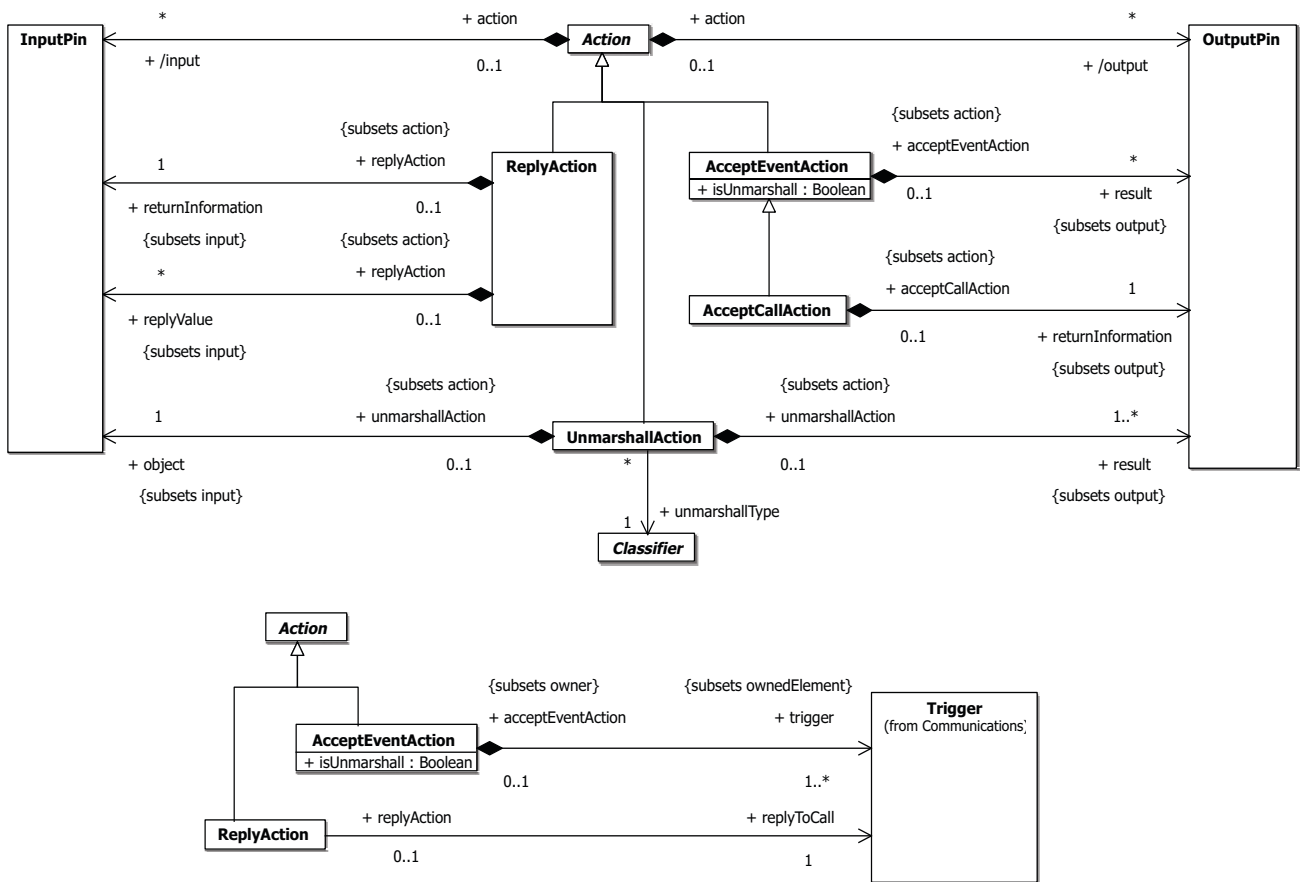 * + action + action *
InputPin Action OutputPin
+ /input 0..1 0..1 + /output
{subsets action} {subsets action}
1 + replyAction ReplyAction AcceptEventAction + acceptEventAction *
+ isUnmarshall : Boolean
+ returnInformation 0..1 0..1 + result
{subsets input} {subsets action} {subsets output}
* + replyAction {subsets action}
AcceptCallAction + acceptCallAction 1
+ replyValue 0..1 0..1 + returnInformation
{subsets input} {subsets output}
{subsets action} {subsets action}
1 + unmarshallAction + unmarshallAction 1..*
UnmarshallAction
+ object 0..1 * 0..1 + result
{subsets input} {subsets output}
+ unmarshallType
1
Classifier
Action
{subsets owner} {subsets ownedElement}
+ acceptEventAction + trigger Trigger
(from Communications)
AcceptEventAction
+ isUnmarshall : Boolean
0..1 1..*
+ replyAction + replyToCall
ReplyAction
0..1 1